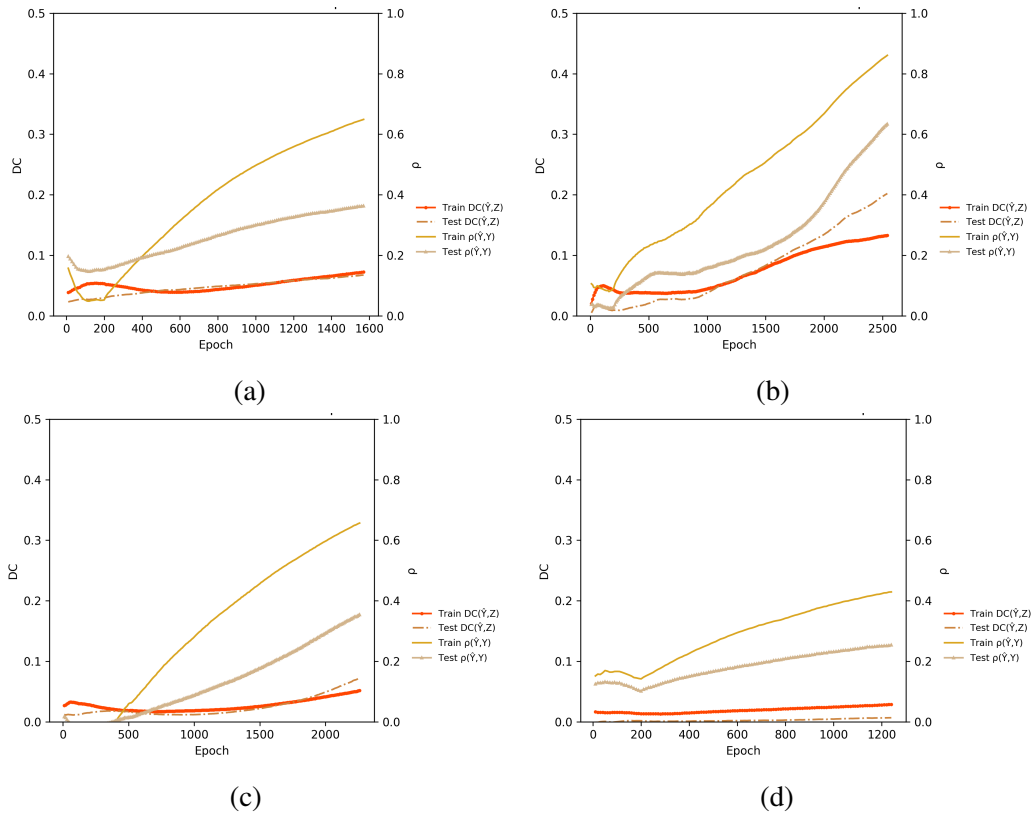 0.5 1.0
0.4 0.8
0.3 0.6
DC ρ
0.2 0.4
0.1 0.2
0.0 0.0
0 200 400 600 800 1000 1200 1400 1600
Epoch
Train DC(Ŷ,Z)
Test DC(Ŷ,Z)
Train ρ(Ŷ,Y)
Test ρ(Ŷ,Y)
(a)
0.5 1.0
0.4 0.8
0.3 0.6
DC ρ
0.2 0.4
0.1 0.2
0.0 0.0
0 500 1000 1500 2000 2500
Epoch
Train DC(Ŷ,Z)
Test DC(Ŷ,Z)
Train ρ(Ŷ,Y)
Test ρ(Ŷ,Y)
(b)
0.5 1.0
0.4 0.8
0.3 0.6
DC ρ
0.2 0.4
0.1 0.2
0.0 0.0
0 500 1000 1500 2000
Epoch
Train DC(Ŷ,Z)
Test DC(Ŷ,Z)
Train ρ(Ŷ,Y)
Test ρ(Ŷ,Y)
(c)
0.5 1.0
0.4 0.8
0.3 0.6
DC ρ
0.2 0.4
0.1 0.2
0.0 0.0
0 200 400 600 800 1000 1200
Epoch
Train DC(Ŷ,Z)
Test DC(Ŷ,Z)
Train ρ(Ŷ,Y)
Test ρ(Ŷ,Y)
(d)